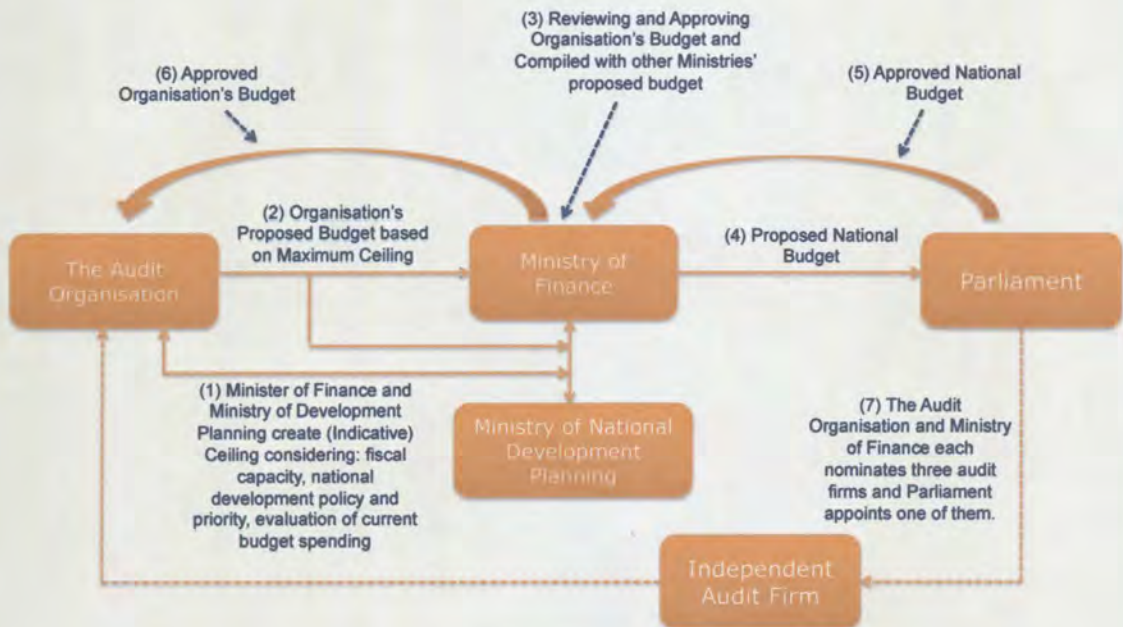 (3) Reviewing and Approving
Organisation's Budget and
Compiled with other Ministries'
proposed budget
(6) Approved
Organisation's Budget
(5) Approved National
Budget
(2) Organisation's
Proposed Budget based
on Maximum Ceiling
(4) Proposed National
Budget
The Audit
Organisation
Ministry of
Finance
Parliament
(1) Minister of Finance and
Ministry of Development
Planning create (Indicative)
Ceiling considering: fiscal
capacity, national
development policy and
priority, evaluation of current
budget spending
Ministry of National
Development
Planning
(7) The Audit
Organisation and Ministry
of Finance each
nominates three audit
firms and Parliament
appoints one of them.
Independent
Audit Firm